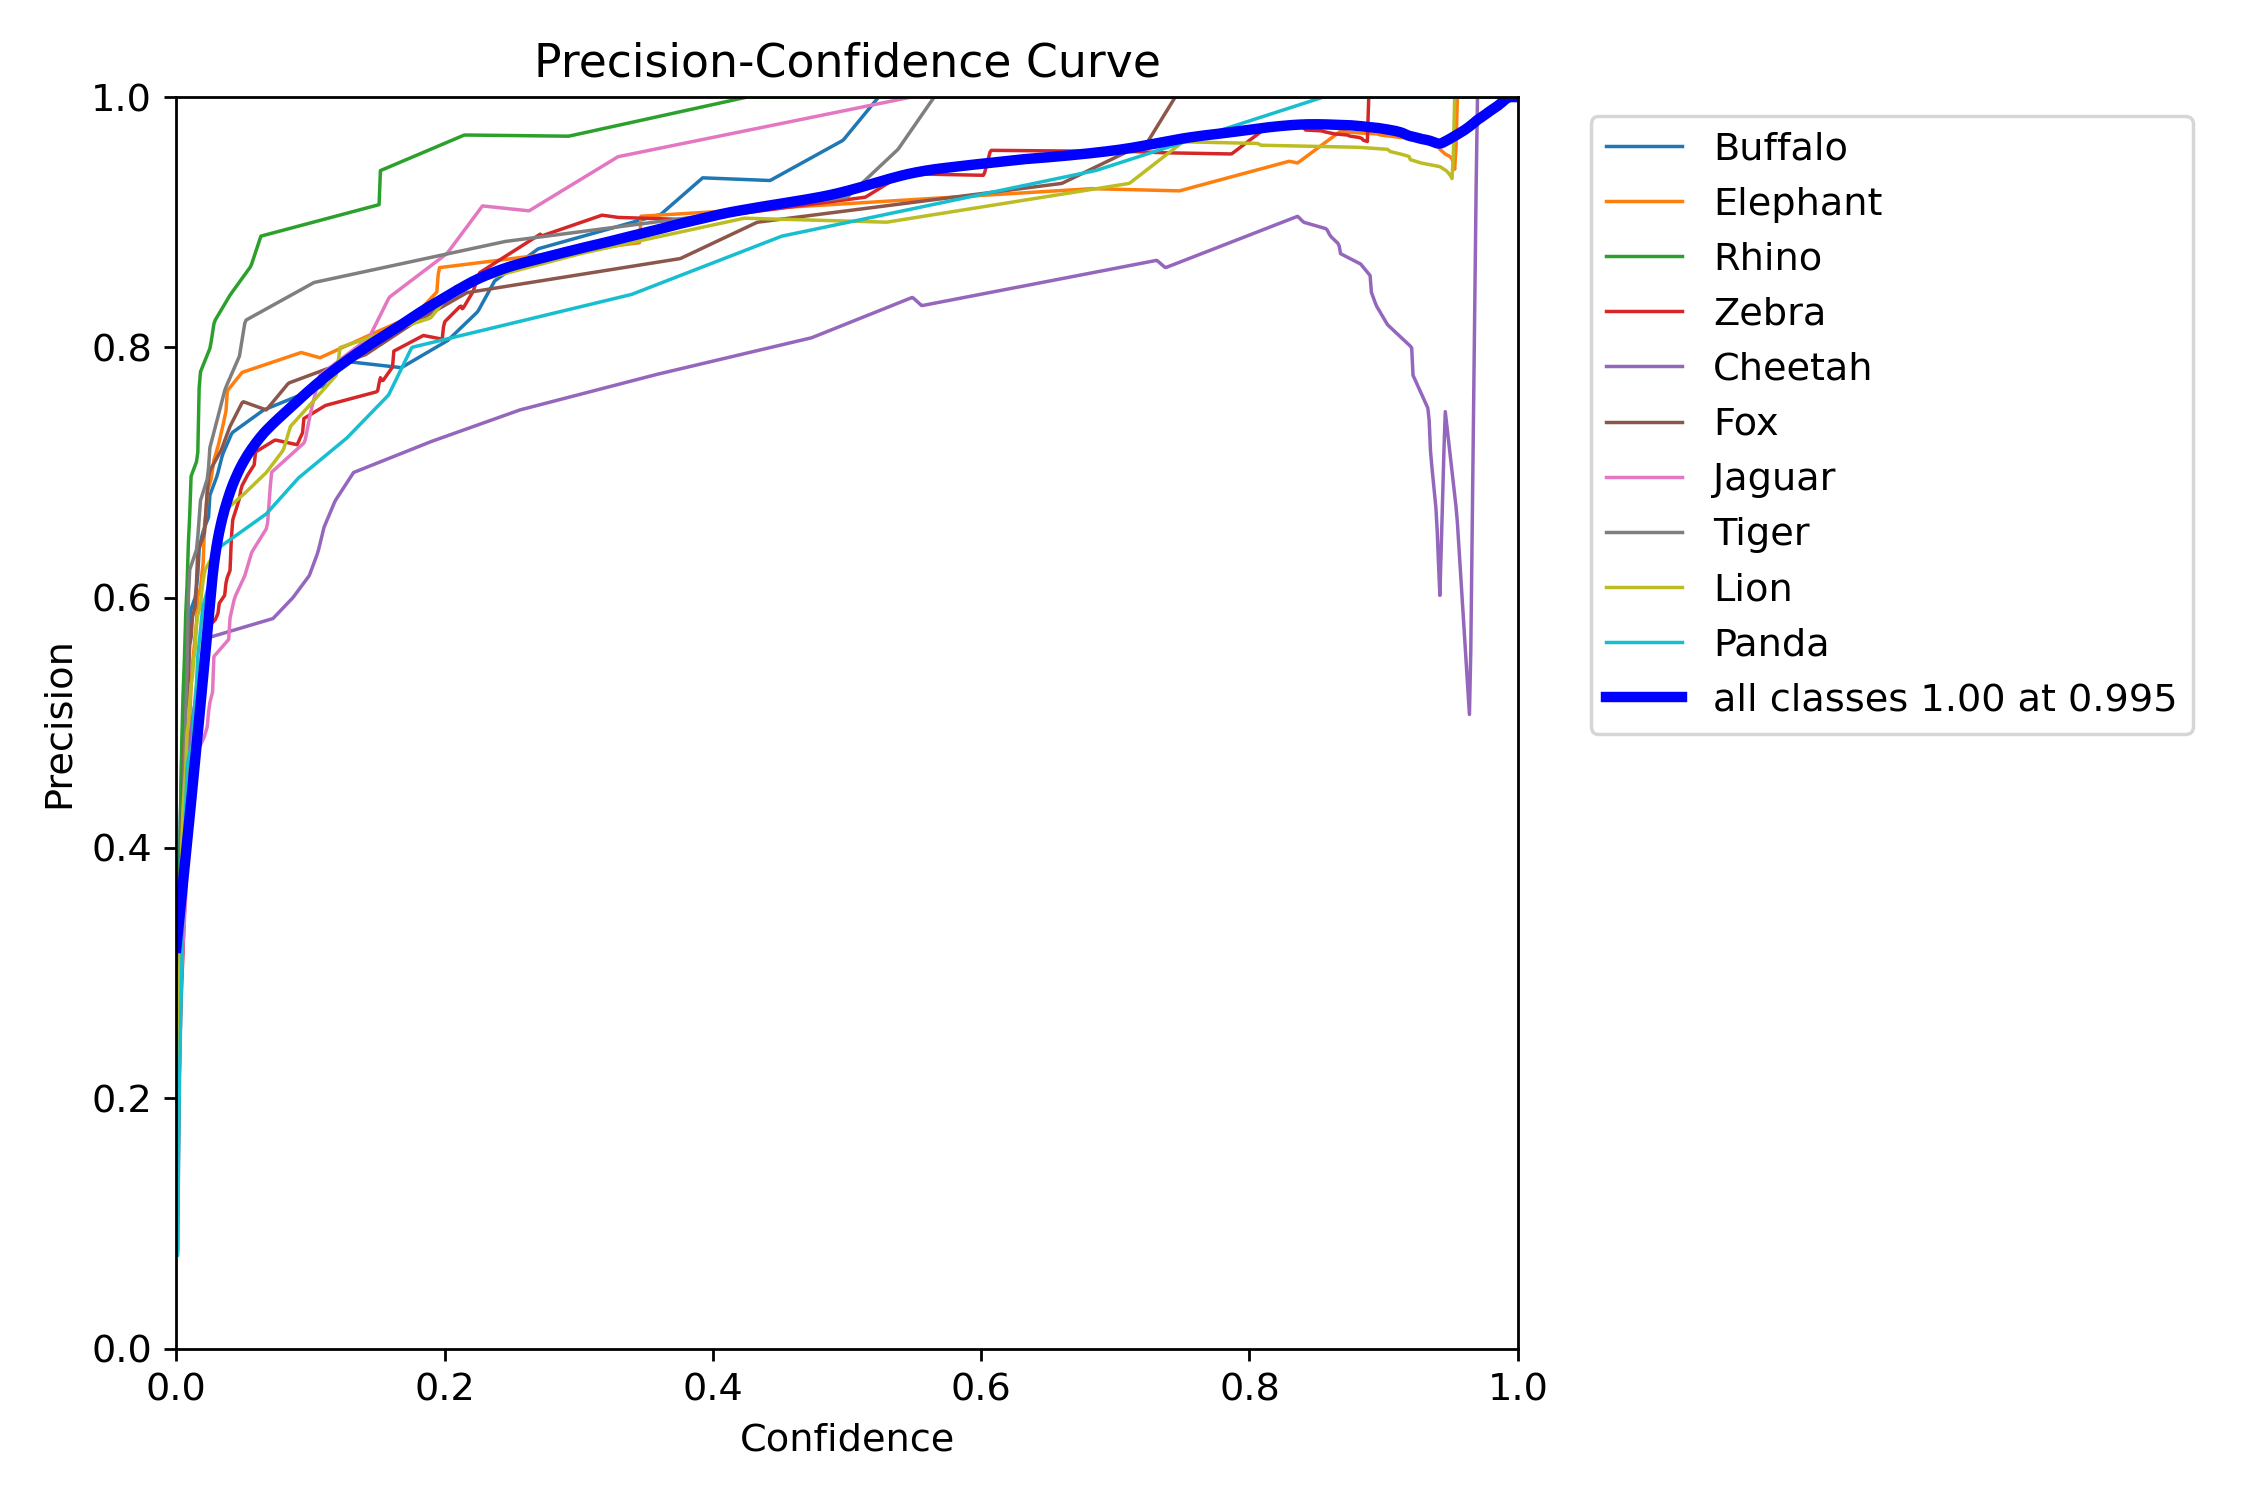 Precision-Confidence Curve
1.0
0.8
0.6
0.4
0.2
0.0
Precision
0.0 0.2 0.4 0.6 0.8 1.0
Confidence
Buffalo
Elephant
Rhino
Zebra
Cheetah
Fox
Jaguar
Tiger
Lion
Panda
all classes 1.00 at 0.995